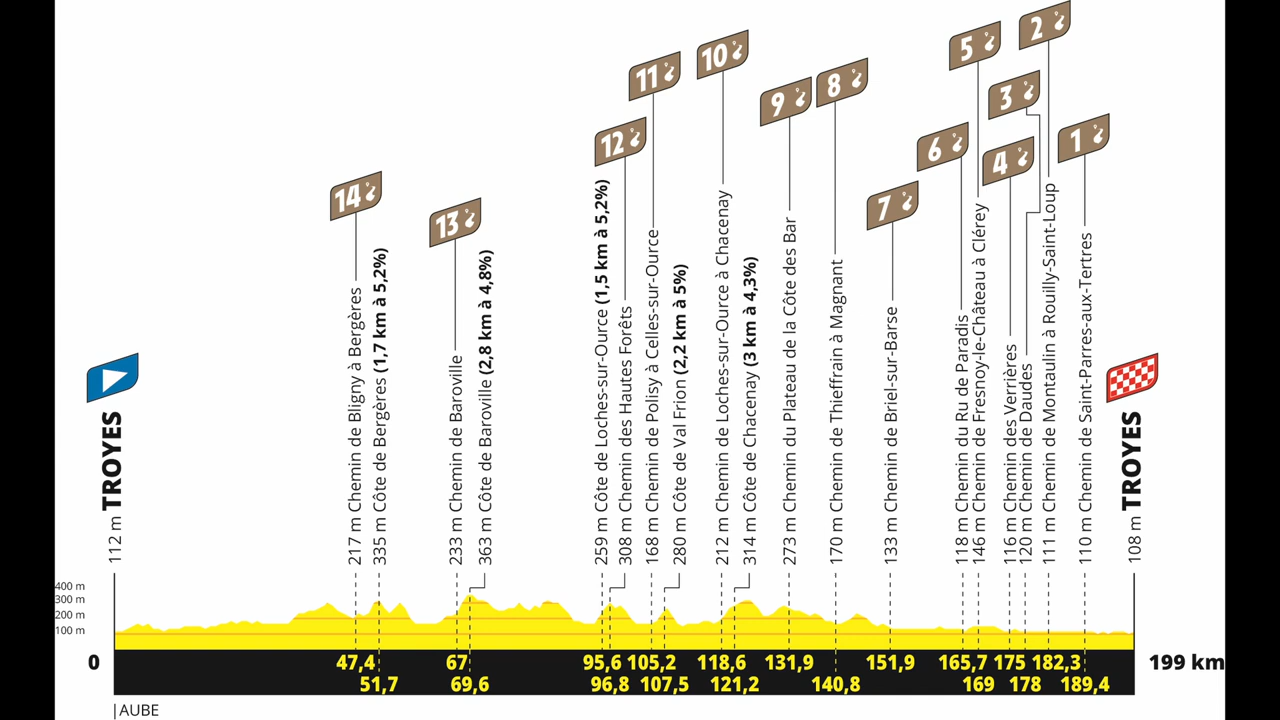 2
5
10
11
3
8
9
12
1
6
4
14
7
13
112 m TROYES
217 m Chemin de Bligny à Bergères
335 m Côte de Bergères (1,7 km à 5,2%)
233 m Chemin de Baroville
363 m Côte de Baroville (2,8 km à 4,8%)
259 m Côte de Loches-sur-Ource (1,5 km à 5,2%)
308 m Chemin des Hautes Forêts
168 m Chemin de Polisy à Celles-sur-Ource
280 m Côte de Val Frion (2,2 km à 5%)
212 m Chemin de Loches-sur-Ource à Chacenay
314 m Côte de Chacenay (3 km à 4,3%)
273 m Chemin du Plateau de la Côte des Bar
170 m Chemin de Thieffrain à Magnant
133 m Chemin de Briel-sur-Barse
118 m Chemin du Ru de Paradis
146 m Chemin de Fresnoy-le-Château à Clérey
116 m Chemin des Verrières
120 m Chemin de Daudes
111 m Chemin de Montaulin à Rouilly-Saint-Loup
110 m Chemin de Saint-Parres-aux-Tertres
108 m TROYES
400 m
300 m
200 m
100 m
0 47,4 67 95,6 105,2 118,6 131,9 151,9 165,7 175 182,3 199 km
51,7 69,6 96,8 107,5 121,2 140,8 169 178 189,4
|AUBE